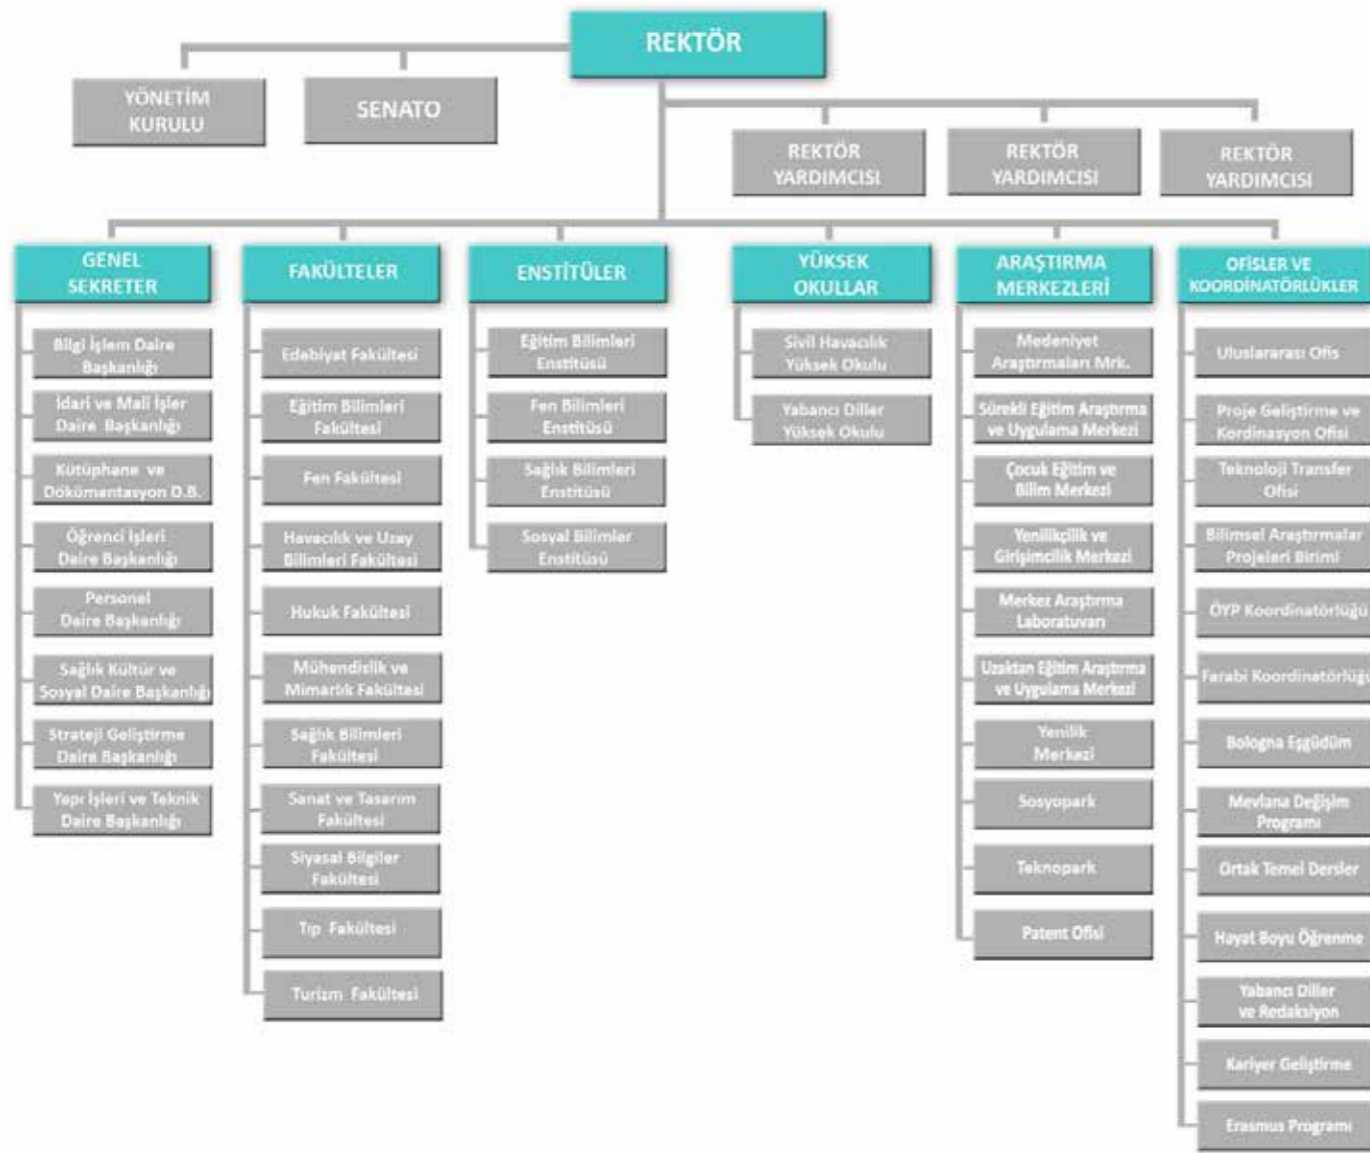 REKTÖR
YÖNETİM
KURULU
SENATO
REKTÖR
YARDIMCISI
REKTÖR
YARDIMCISI
REKTÖR
YARDIMCISI
GENEL
SEKRETER
Bilgi İşlem Daire
Başkanlığı
İdari ve Mali İşler
Daire Başkanlığı
Kütüphane ve
Dökümantasyon D.B.
Öğrenci İşleri
Daire Başkanlığı
Personel
Daire Başkanlığı
Sağlık Kültür ve
Sosyal Daire Başkanlığı
Strateji Geliştirme
Daire Başkanlığı
Yapı İşleri ve Teknik
Daire Başkanlığı
FAKÜLTELER
Edebiyat Fakültesi
Eğitim Bilimleri
Fakültesi
Fen Fakültesi
Havacılık ve Uzay
Bilimleri Fakültesi
Hukuk Fakültesi
Mühendislik ve
Mimarlık Fakültesi
Sağlık Bilimleri
Fakültesi
Sanat ve Tasarım
Fakültesi
Siyasal Bilgiler
Fakültesi
Tıp Fakültesi
Turizm Fakültesi
ENSTİTÜLER
Eğitim Bilimleri
Enstitüsü
Fen Bilimleri
Enstitüsü
Sağlık Bilimleri
Enstitüsü
Sosyal Bilimler
Enstitüsü
YÜKSEK
OKULLAR
Sivil Havacılık
Yüksek Okulu
Yabancı Diller
Yüksek Okulu
ARAŞTIRMA
MERKEZLERİ
Medeniyet
Araştırmaları Mrk.
Sürekli Eğitim Araştırma
ve Uygulama Merkezi
Çocuk Eğitim ve
Bilim Merkezi
Yenilikçilik ve
Girişimcilik Merkezi
Merkez Araştırma
Laboratuvarı
Uzaktan Eğitim Araştırma
ve Uygulama Merkezi
Yenilik
Merkezi
Sosyopark
Teknopark
Patent Ofisi
OFİSLER VE
KOORDİNATÖRLÜKLER
Uluslararası Ofis
Proje Geliştirme ve
Kordinasyon Ofisi
Teknoloji Transfer
Ofisi
Bilimsel Araştırmalar
Projeleri Birimi
ÖYP Koordinatörlüğü
Farabi Koordinatörlüğü
Bologna Eşgüdüm
Mevlana Değişim
Programı
Ortak Temel Dersler
Hayat Boyu Öğrenme
Yabancı Diller
ve Redaksiyon
Kariyer Geliştirme
Erasmus Programı